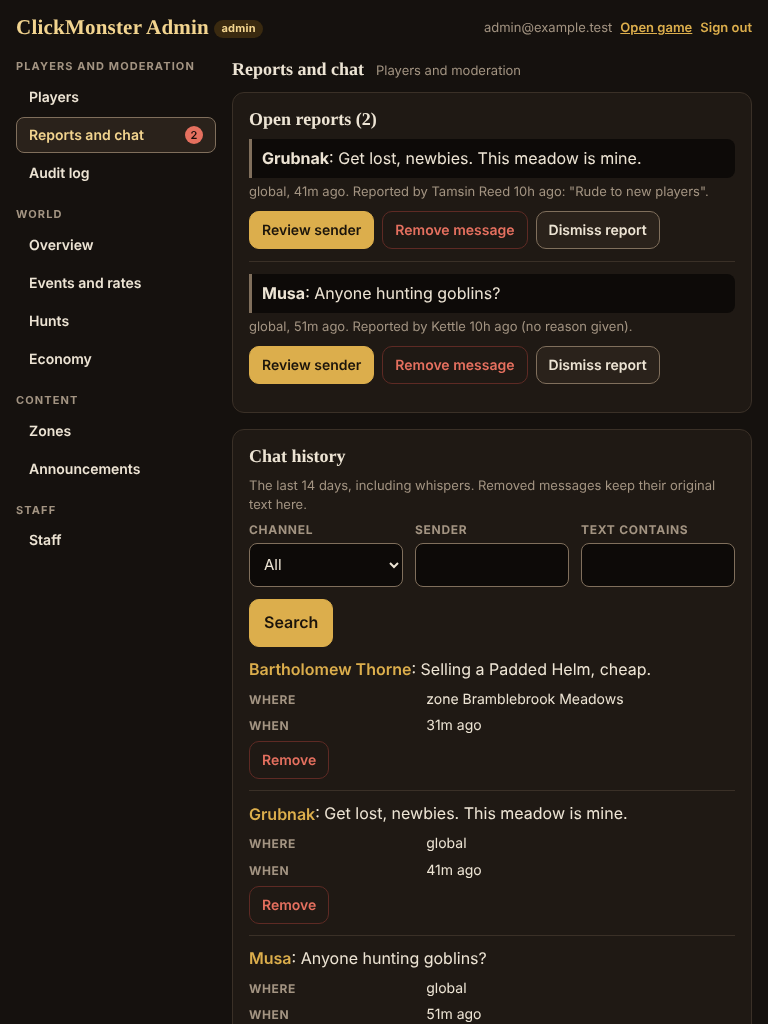 ClickMonster Admin admin
admin@example.test Open game Sign out
PLAYERS AND MODERATION
Players
Reports and chat 2
Audit log
WORLD
Overview
Events and rates
Hunts
Economy
CONTENT
Zones
Announcements
STAFF
Staff
Reports and chat Players and moderation
Open reports (2)
Grubnak: Get lost, newbies. This meadow is mine.
global, 41m ago. Reported by Tamsin Reed 10h ago: "Rude to new players".
Review sender Remove message Dismiss report
Musa: Anyone hunting goblins?
global, 51m ago. Reported by Kettle 10h ago (no reason given).
Review sender Remove message Dismiss report
Chat history
The last 14 days, including whispers. Removed messages keep their original
text here.
CHANNEL SENDER TEXT CONTAINS
All
Search
Bartholomew Thorne: Selling a Padded Helm, cheap.
WHERE zone Bramblebrook Meadows
WHEN 31m ago
Remove
Grubnak: Get lost, newbies. This meadow is mine.
WHERE global
WHEN 41m ago
Remove
Musa: Anyone hunting goblins?
WHERE global
WHEN 51m ago